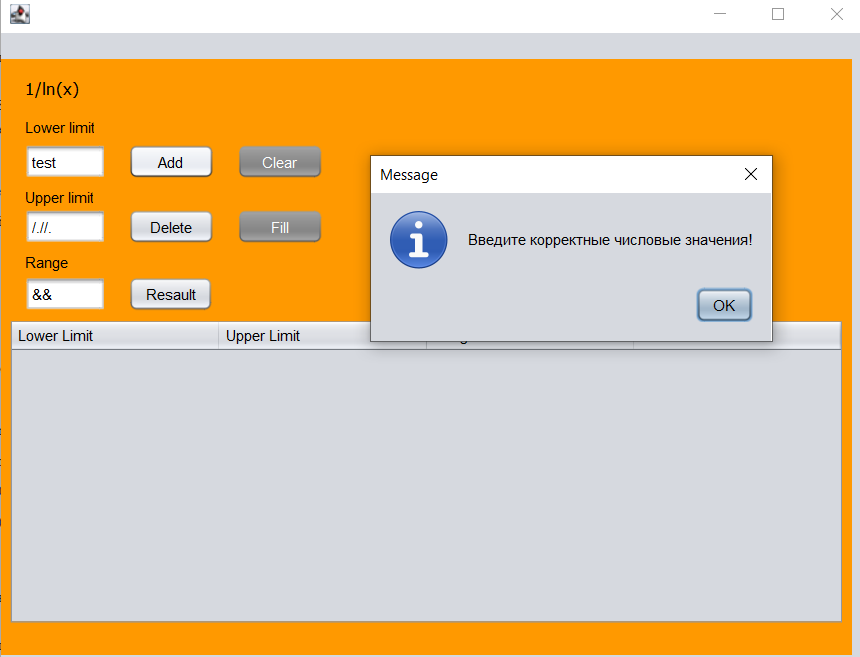 1/ln(x)
Lower limit
test Add Clear
Message
Upper limit
/.//. Delete Fill
Введите корректные числовые значения!
Range
&& Resault
OK
Lower Limit Upper Limit